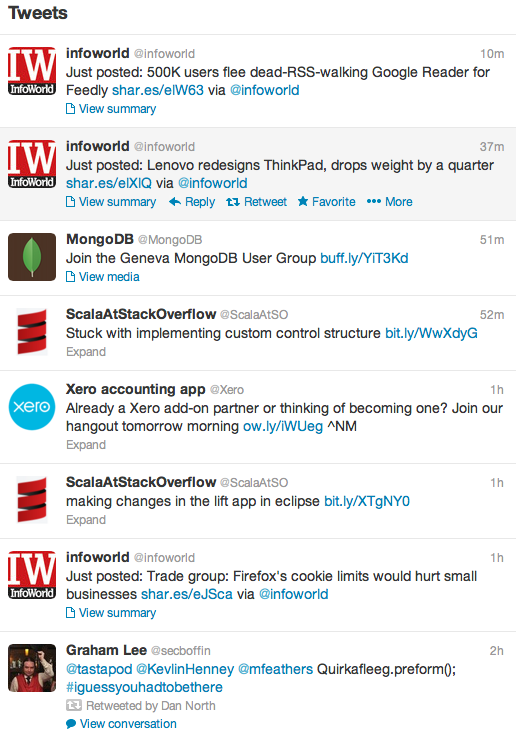 Tweets
infoworld @infoworld 10m
IW
InfoWorld
Just posted: 500K users flee dead-RSS-walking Google Reader for
Feedly shar.es/elW63 via @infoworld
View summary
infoworld @infoworld 37m
IW
InfoWorld
Just posted: Lenovo redesigns ThinkPad, drops weight by a quarter
shar.es/elXlQ via @infoworld
View summary Reply Retweet Favorite More
MongoDB @MongoDB 51m
Join the Geneva MongoDB User Group buff.ly/YiT3Kd
View media
ScalaAtStackOverflow @ScalaAtSO 52m
Stuck with implementing custom control structure bit.ly/WwXdyG
Expand
Xero accounting app @Xero 1h
xero
Already a Xero add-on partner or thinking of becoming one? Join our
hangout tomorrow morning ow.ly/iWUeg ^NM
Expand
ScalaAtStackOverflow @ScalaAtSO 1h
making changes in the lift app in eclipse bit.ly/XTgNY0
Expand
infoworld @infoworld 1h
IW
InfoWorld
Just posted: Trade group: Firefox's cookie limits would hurt small
businesses shar.es/eJSca via @infoworld
View summary
Graham Lee @secboffin 2h
@tastapod @KevlinHenney @mfeathers Quirkafleeg.preform();
#iguessyouhadtobethere
Retweeted by Dan North
View conversation